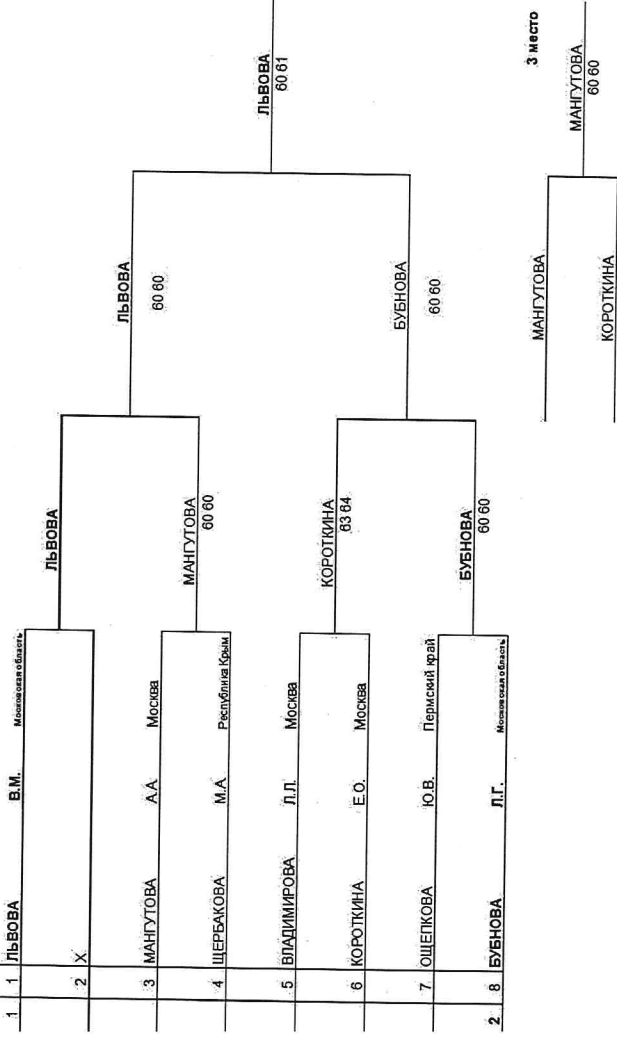 1 1 ЛЬВОВА В.М. Московская область
2 Х
3 МАНГУТОВА А.А Москва
4 ЩЕРБАКОВА М.А Республика Крым
5 ВЛАДИМИРОВА Л.Л. Москва
6 КОРОТКИНА Е.О. Москва
7 ОЩЕПКОВА Ю.В. Пермский край
2 8 БУБНОВА Л.Г. Московская область
ЛЬВОВА
МАНГУТОВА
60 60
КОРОТКИНА
63 64
БУБНОВА
60 60
ЛЬВОВА
60 60
БУБНОВА
60 60
ЛЬВОВА
60 61
3 место
МАНГУТОВА
КОРОТКИНА
МАНГУТОВА
60 60